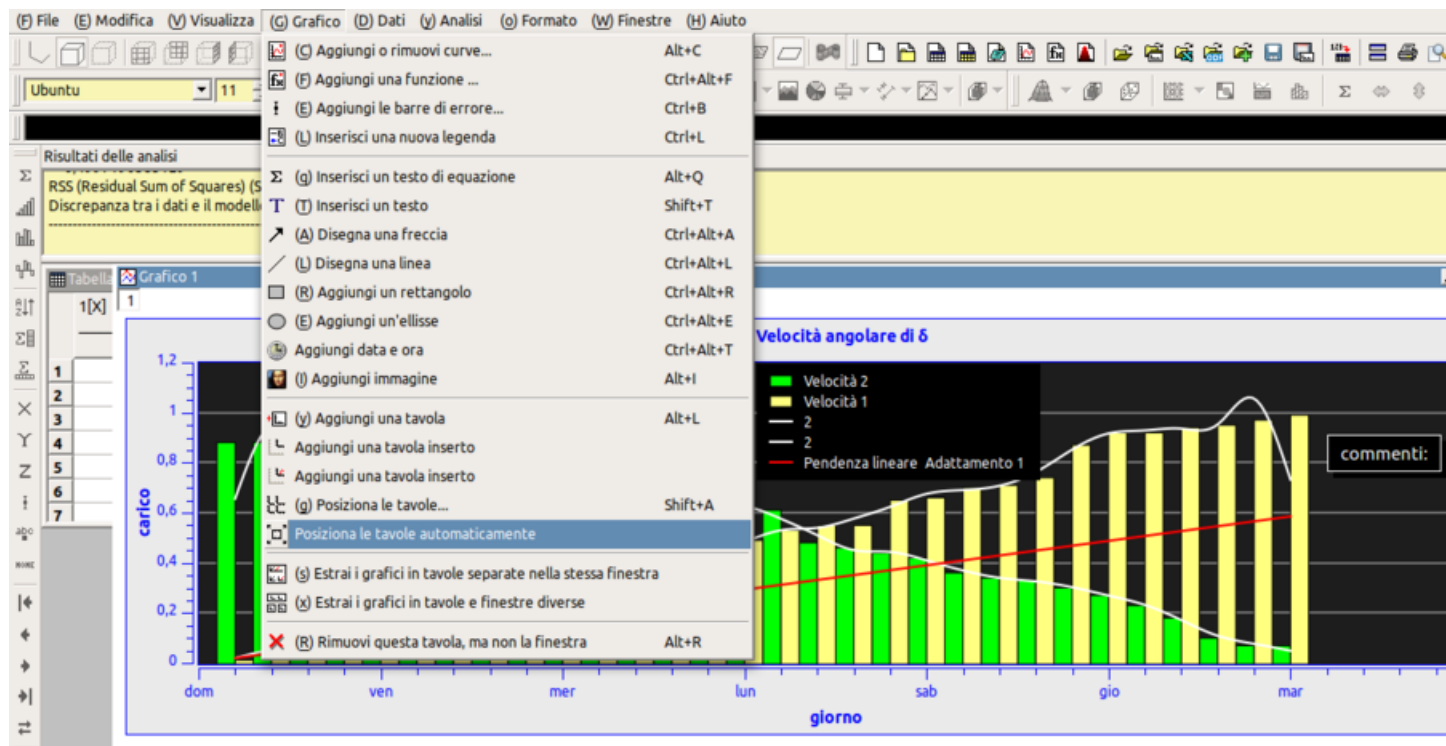 (F) File (E) Modifica (V) Visualizza (G) Grafico (D) Dati (y) Analisi (o) Formato (W) Finestre (H) Aiuto
Ubuntu 11
(C) Aggiungi o rimuovi curve... Alt+C
(F) Aggiungi una funzione ... Ctrl+Alt+F
(E) Aggiungi le barre di errore... Ctrl+B
(L) Inserisci una nuova legenda Ctrl+L
(q) Inserisci un testo di equazione Alt+Q
(T) Inserisci un testo Shift+T
(A) Disegna una freccia Ctrl+Alt+A
(L) Disegna una linea Ctrl+Alt+L
(R) Aggiungi un rettangolo Ctrl+Alt+R
(E) Aggiungi un'ellisse Ctrl+Alt+E
Aggiungi data e ora Ctrl+Alt+T
(I) Aggiungi immagine Alt+I
(y) Aggiungi una tavola Alt+L
Aggiungi una tavola inserto
Aggiungi una tavola inserto
(g) Posiziona le tavole... Shift+A
Posiziona le tavole automaticamente
(s) Estrai i grafici in tavole separate nella stessa finestra
(x) Estrai i grafici in tavole e finestre diverse
(R) Rimuovi questa tavola, ma non la finestra Alt+R
Risultati delle analisi
RSS (Residual Sum of Squares) (S
Discrepanza tra i dati e il modell
Tabella
Grafico 1
1[X]
1
1
2
3
4
5
6
7
Velocità angolare di δ
Velocità 2
Velocità 1
2
2
Pendenza lineare Adattamento 1
commenti:
carico
1,2
1
0,8
0,6
0,4
0,2
0
dom ven mer lun sab gio mar
giorno